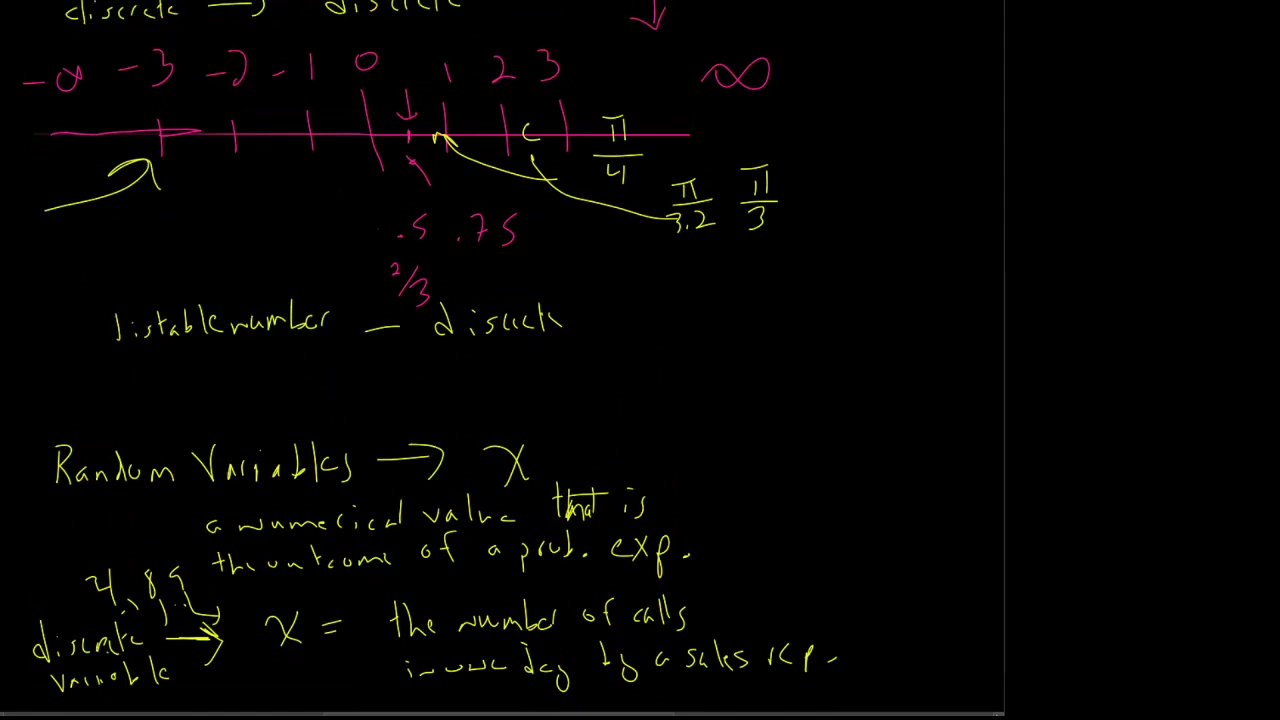 discrete → discrete
-∞ -3 -2 -1 0 1 2 3 ∞
π/4
π/3.2 π/3
.5 .75
2/3
listable number — discrete
Random Variables → x
a numerical value that is
the outcome of a prob. exp.
4, 8 9
discrete → x = the number of calls
variable in one day by a sales rep.